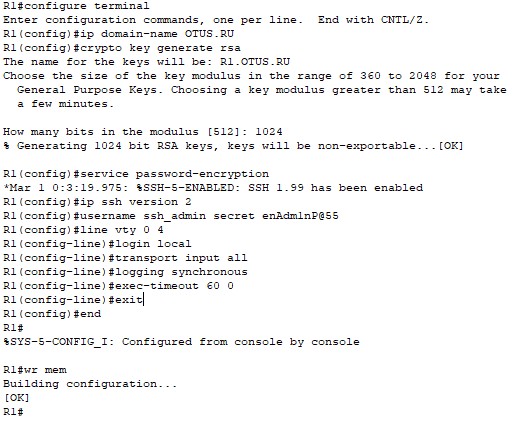 R1#configure terminal
Enter configuration commands, one per line.  End with CNTL/Z.
R1(config)#ip domain-name OTUS.RU
R1(config)#crypto key generate rsa
The name for the keys will be: R1.OTUS.RU
Choose the size of the key modulus in the range of 360 to 2048 for your
  General Purpose Keys. Choosing a key modulus greater than 512 may take
  a few minutes.
How many bits in the modulus [512]: 1024
% Generating 1024 bit RSA keys, keys will be non-exportable...[OK]
R1(config)#service password-encryption
*Mar 1 0:3:19.975: %SSH-5-ENABLED: SSH 1.99 has been enabled
R1(config)#ip ssh version 2
R1(config)#username ssh_admin secret enAdm1nP@55
R1(config)#line vty 0 4
R1(config-line)#login local
R1(config-line)#transport input all
R1(config-line)#logging synchronous
R1(config-line)#exec-timeout 60 0
R1(config-line)#exit
R1(config)#end
R1#
%SYS-5-CONFIG_I: Configured from console by console
R1#wr mem
Building configuration...
[OK]
R1#